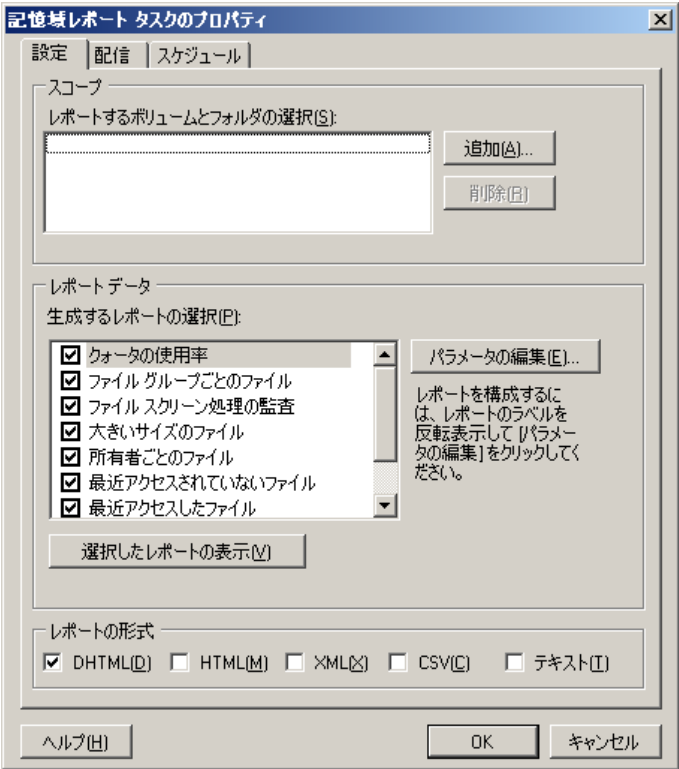 記憶域レポート タスクのプロパティ
設定 配信 スケジュール
スコープ
レポートするボリュームとフォルダの選択(S):
追加(A)...
削除(R)
レポート データ
生成するレポートの選択(P):
クォータの使用率
ファイル グループごとのファイル
ファイル スクリーン処理の監査
大きいサイズのファイル
所有者ごとのファイル
最近アクセスされていないファイル
最近アクセスしたファイル
パラメータの編集(E)...
レポートを構成するに
は、レポートのラベルを
反転表示して [パラメー
タの編集] をクリックしてく
ださい。
選択したレポートの表示(V)
レポートの形式
DHTML(D) HTML(M) XML(X) CSV(C) テキスト(T)
ヘルプ(H) OK キャンセル